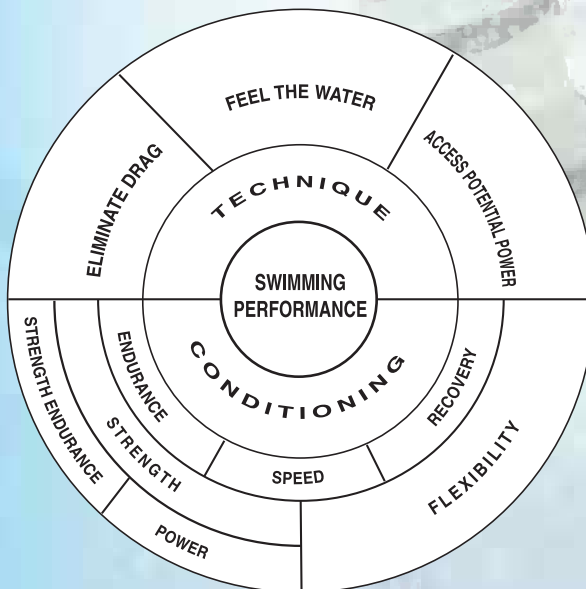 FEEL THE WATER
ELIMINATE DRAG
ACCESS POTENTIAL POWER
TECHNIQUE
SWIMMING
PERFORMANCE
CONDITIONING
ENDURANCE
RECOVERY
SPEED
STRENGTH
STRENGTH ENDURANCE
POWER
FLEXIBILITY